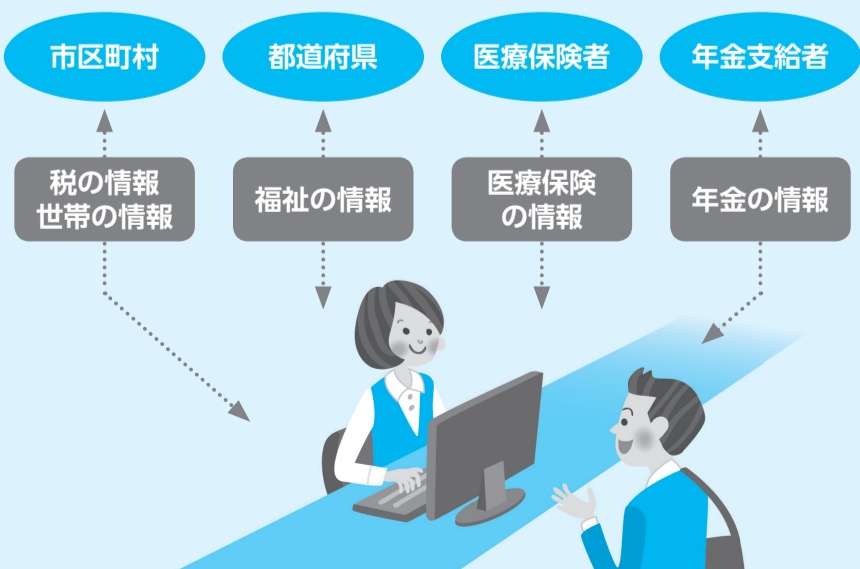 市区町村
都道府県
医療保険者
年金支給者
税の情報
世帯の情報
福祉の情報
医療保険
の情報
年金の情報